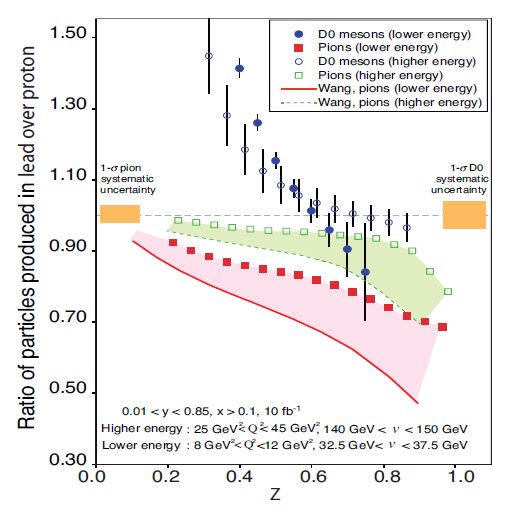 Ratio of particles produced in lead over proton
1.50
1.30
1.10
0.90
0.70
0.50
0.30
D0 mesons (lower energy)
Pions (lower energy)
D0 mesons (higher energy)
Pions (higher energy)
Wang, pions (lower energy)
Wang, pions (higher energy)
1-σ pion
systematic
uncertainty
1-σ D0
systematic
uncertainty
0.01 < y < 0.85, x > 0.1, 10 fb⁻¹
Higher energy : 25 GeV²< Q²< 45 GeV², 140 GeV < ν < 150 GeV
Lower energy : 8 GeV²< Q²<12 GeV², 32.5 GeV< ν < 37.5 GeV
0.0 0.2 0.4 0.6 0.8 1.0
Z